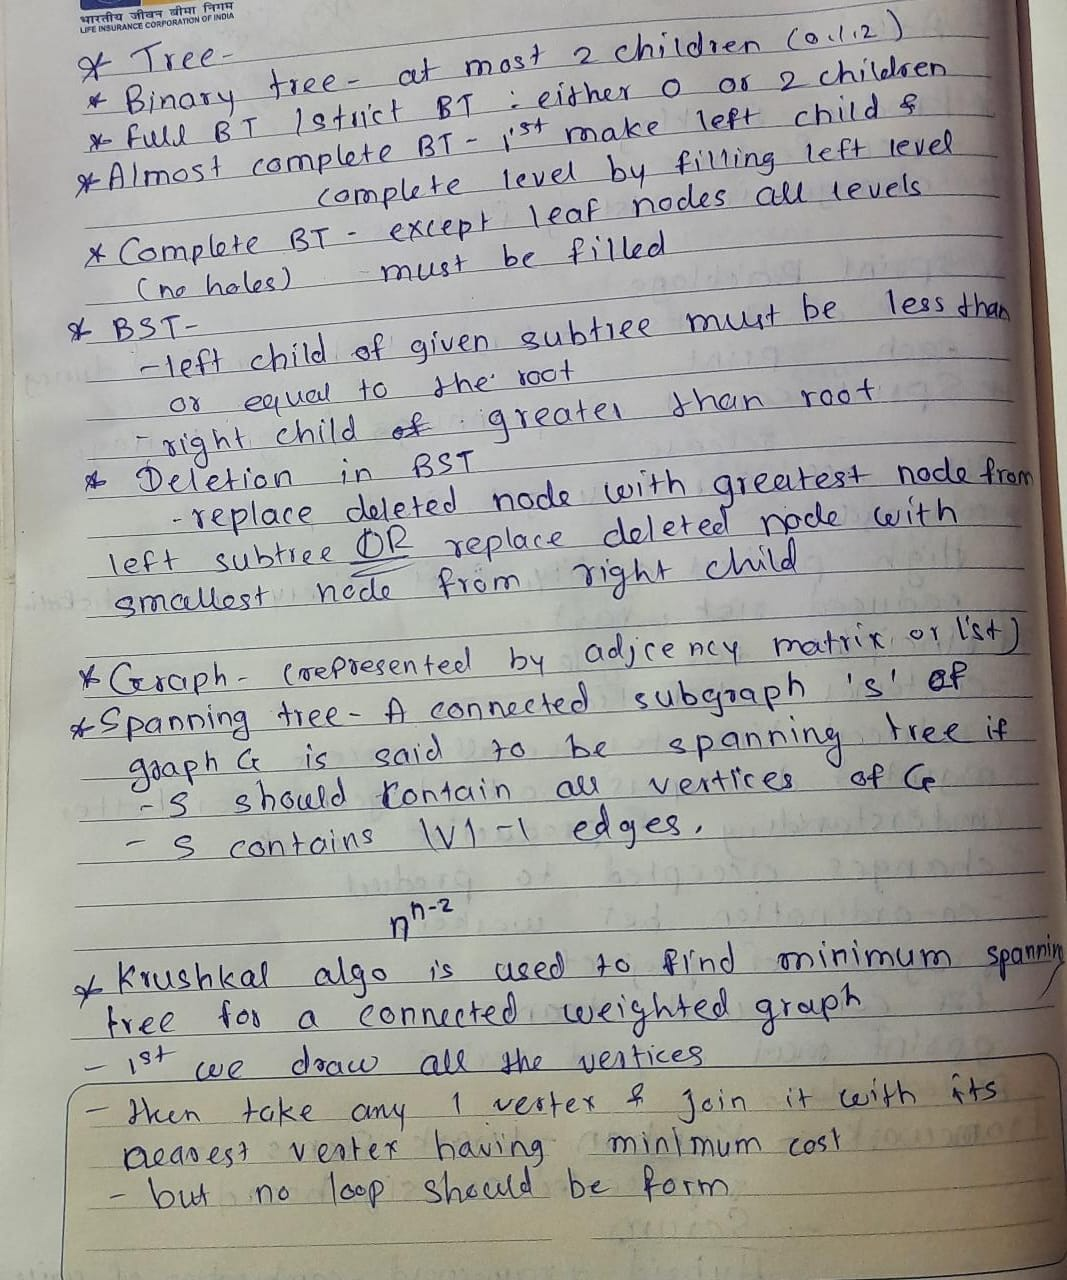 भारतीय जीवन बीमा निगम
LIFE INSURANCE CORPORATION OF INDIA
* Tree-
* Binary tree - at most 2 children (0,1,2)
* Full BT / strict BT : either 0 or 2 children
* Almost complete BT - 1st make left child &
complete level by filling left level
* Complete BT - except leaf nodes all levels
(no holes) must be filled
* BST-
- left child of given subtree must be less than
or equal to the root
- right child of greater than root
* Deletion in BST
- replace deleted node with greatest node from
left subtree OR replace deleted node with
smallest node from right child
* Graph - (represented by adjcency matrix or list)
* Spanning tree - A connected subgraph 's' of
graph G is said to be spanning tree if
- S should contain all vertices of G
- S contains |V|-1 edges.
n^n-2
* Krushkal algo is used to find minimum spanning
tree for a connected weighted graph
- 1st we draw all the vertices
- then take any 1 vertex & join it with its
nearest vertex having minimum cost
- but no loop should be form